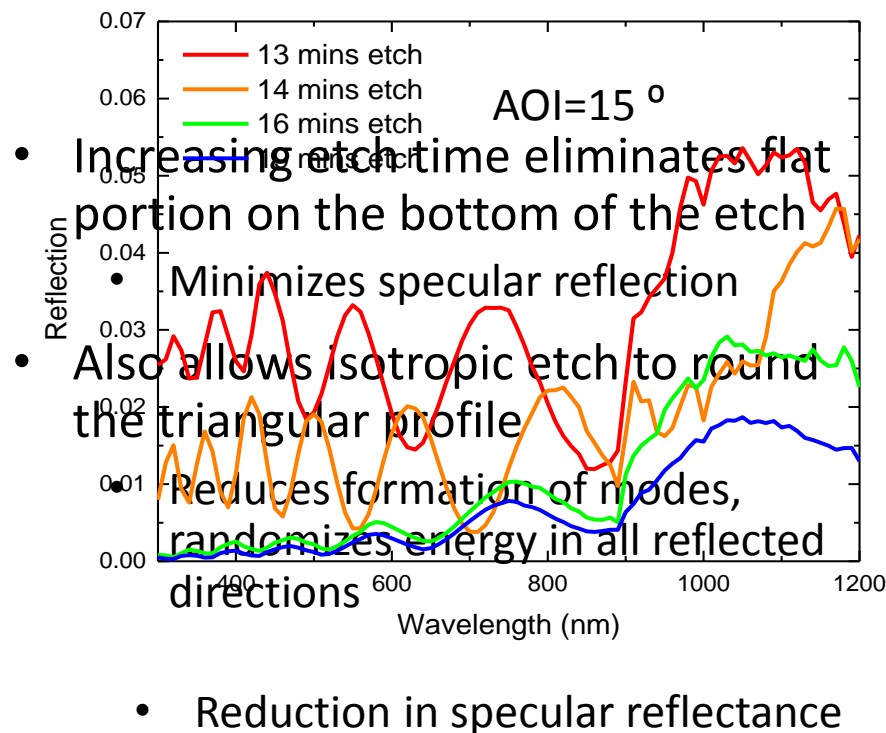 0.07
0.06
0.05
0.04
0.03
0.02
0.01
0.00
Reflection
13 mins etch
14 mins etch
16 mins etch
mins etch
AOI=15 º
• Increasing etch time eliminates flat
portion on the bottom of the etch
• Minimizes specular reflection
• Also allows isotropic etch to round
the triangular profile
• Reduces formation of modes,
randomizes energy in all reflected
directions
400 600 800 1000 1200
Wavelength (nm)
• Reduction in specular reflectance